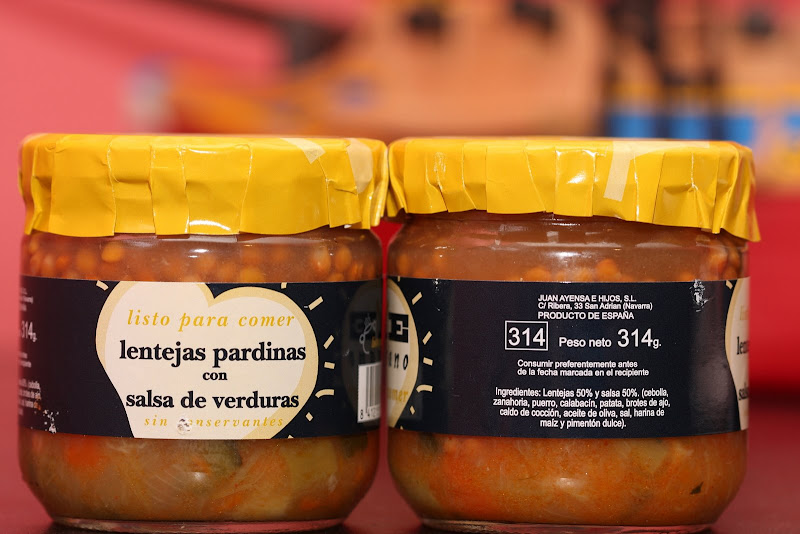 listo para comer
lentejas pardinas
con
salsa de verduras
sin conservantes
314g.
JUAN AYENSA E HIJOS, S.L.
C/ Ribera, 33 San Adrian (Navarra)
PRODUCTO DE ESPAÑA
314 Peso neto 314g.
Consumir preferentemente antes
de la fecha marcada en el recipiente
Ingredientes: Lentejas 50% y salsa 50%. (cebolla,
zanahoria, puerro, calabacín, patata, brotes de ajo,
caldo de cocción, aceite de oliva, sal, harina de
maíz y pimentón dulce).